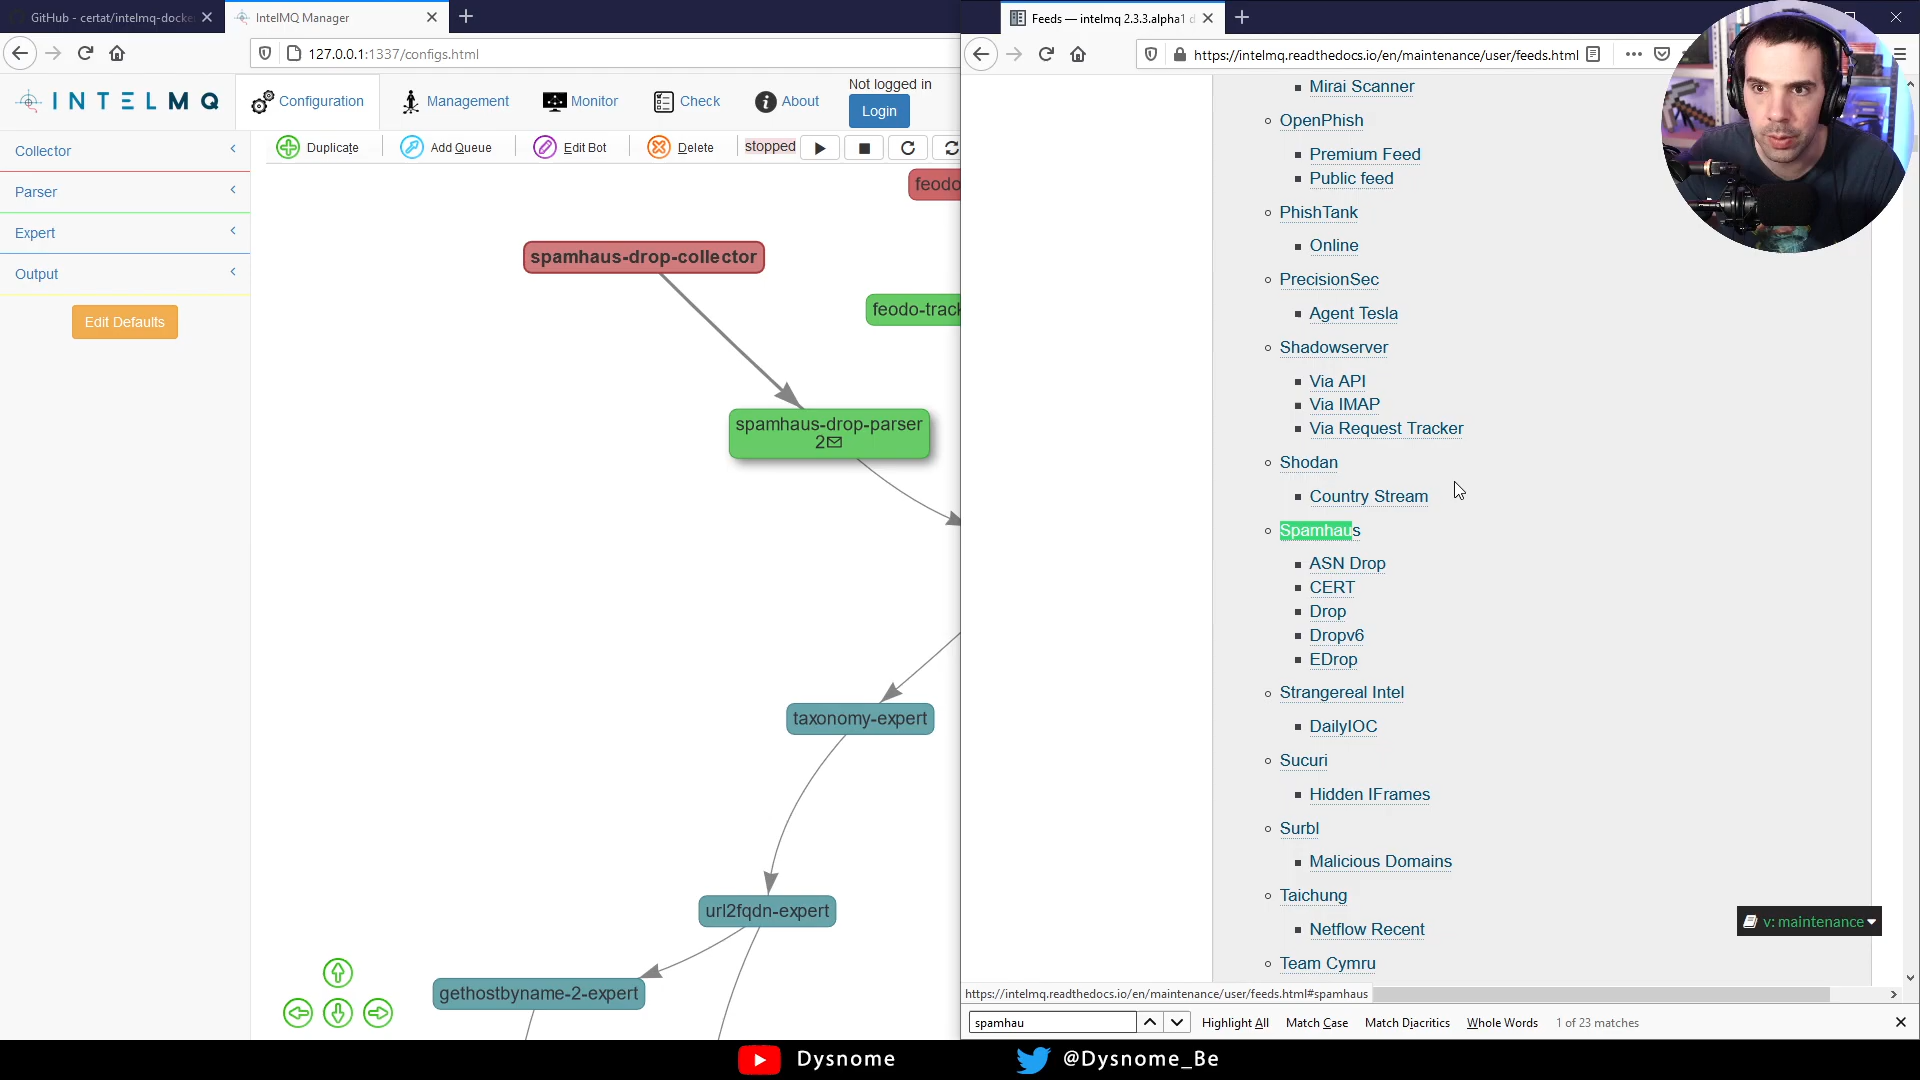 GitHub - certat/intelmq-docke
IntelMQ Manager
127.0.0.1:1337/configs.html
INTELMQ
Configuration
Management
Monitor
Check
About
Not logged in
Login
Collector
Parser
Expert
Output
Edit Defaults
Duplicate
Add Queue
Edit Bot
Delete
stopped
feodo
spamhaus-drop-collector
feodo-track
spamhaus-drop-parser
2
taxonomy-expert
url2fqdn-expert
gethostbyname-2-expert
Feeds — intelmq 2.3.3.alpha1 d
https://intelmq.readthedocs.io/en/maintenance/user/feeds.html
Mirai Scanner
OpenPhish
Premium Feed
Public feed
PhishTank
Online
PrecisionSec
Agent Tesla
Shadowserver
Via API
Via IMAP
Via Request Tracker
Shodan
Country Stream
Spamhaus
ASN Drop
CERT
Drop
Dropv6
EDrop
Strangereal Intel
DailyIOC
Sucuri
Hidden IFrames
Surbl
Malicious Domains
Taichung
Netflow Recent
Team Cymru
v: maintenance
https://intelmq.readthedocs.io/en/maintenance/user/feeds.html#spamhaus
spamhau
Highlight All
Match Case
Match Diacritics
Whole Words
1 of 23 matches
Dysnome
@Dysnome_Be